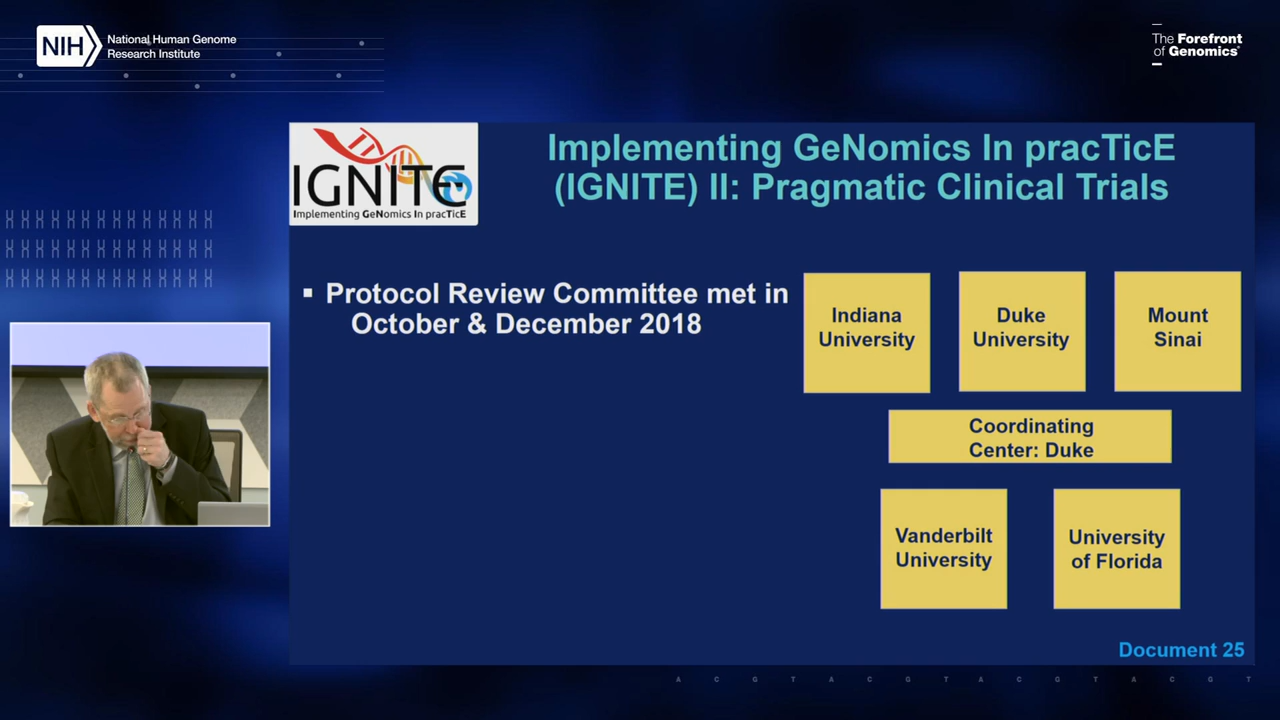 NIH
National Human Genome
Research Institute
The Forefront
of Genomics®
IGNITE
Implementing GeNomics In pracTicE
Implementing GeNomics In pracTicE
(IGNITE) II: Pragmatic Clinical Trials
▪ Protocol Review Committee met in
October & December 2018
Indiana
University
Duke
University
Mount
Sinai
Coordinating
Center: Duke
Vanderbilt
University
University
of Florida
Document 25
A C G T A C G T A C G T A C G T